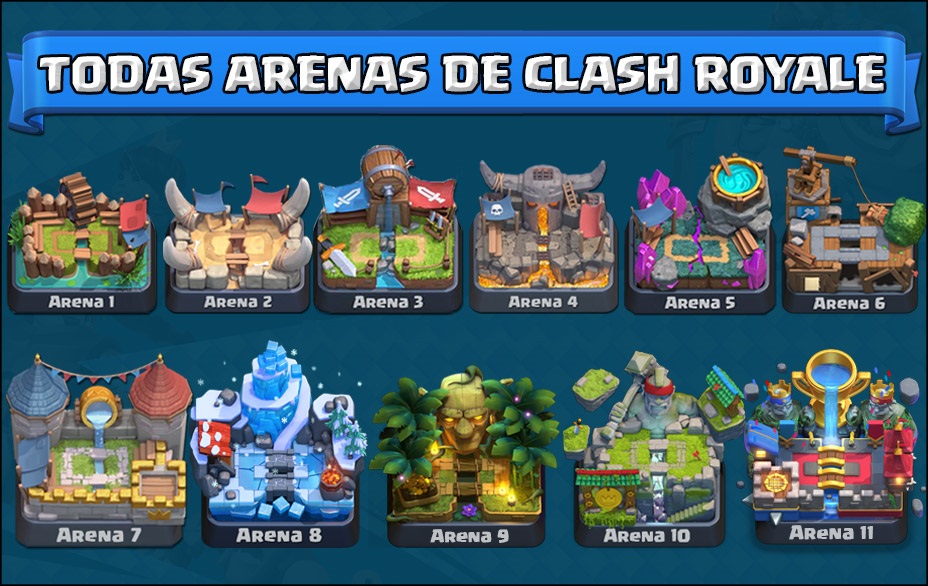 TODAS ARENAS DE CLASH ROYALE
ARENA 1
ARENA 2
ARENA 3
ARENA 4
ARENA 5
ARENA 6
ARENA 7
ARENA 8
ARENA 9
ARENA 10
ARENA 11